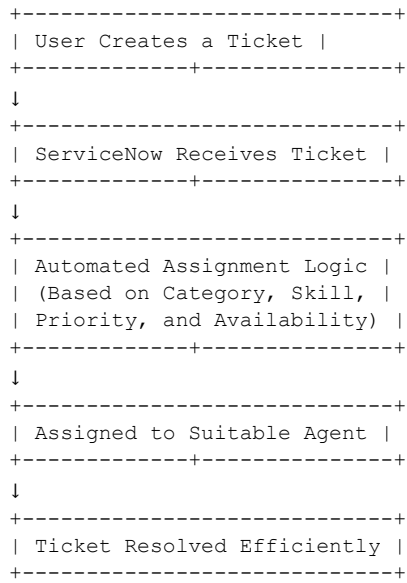 +-----------------------------+
| User Creates a Ticket |
+-------------+---------------+
↓
+-----------------------------+
| ServiceNow Receives Ticket |
+-------------+---------------+
↓
+-----------------------------+
| Automated Assignment Logic |
| (Based on Category, Skill, |
| Priority, and Availability) |
+-------------+---------------+
↓
+-----------------------------+
| Assigned to Suitable Agent |
+-------------+---------------+
↓
+-----------------------------+
| Ticket Resolved Efficiently |
+-----------------------------+